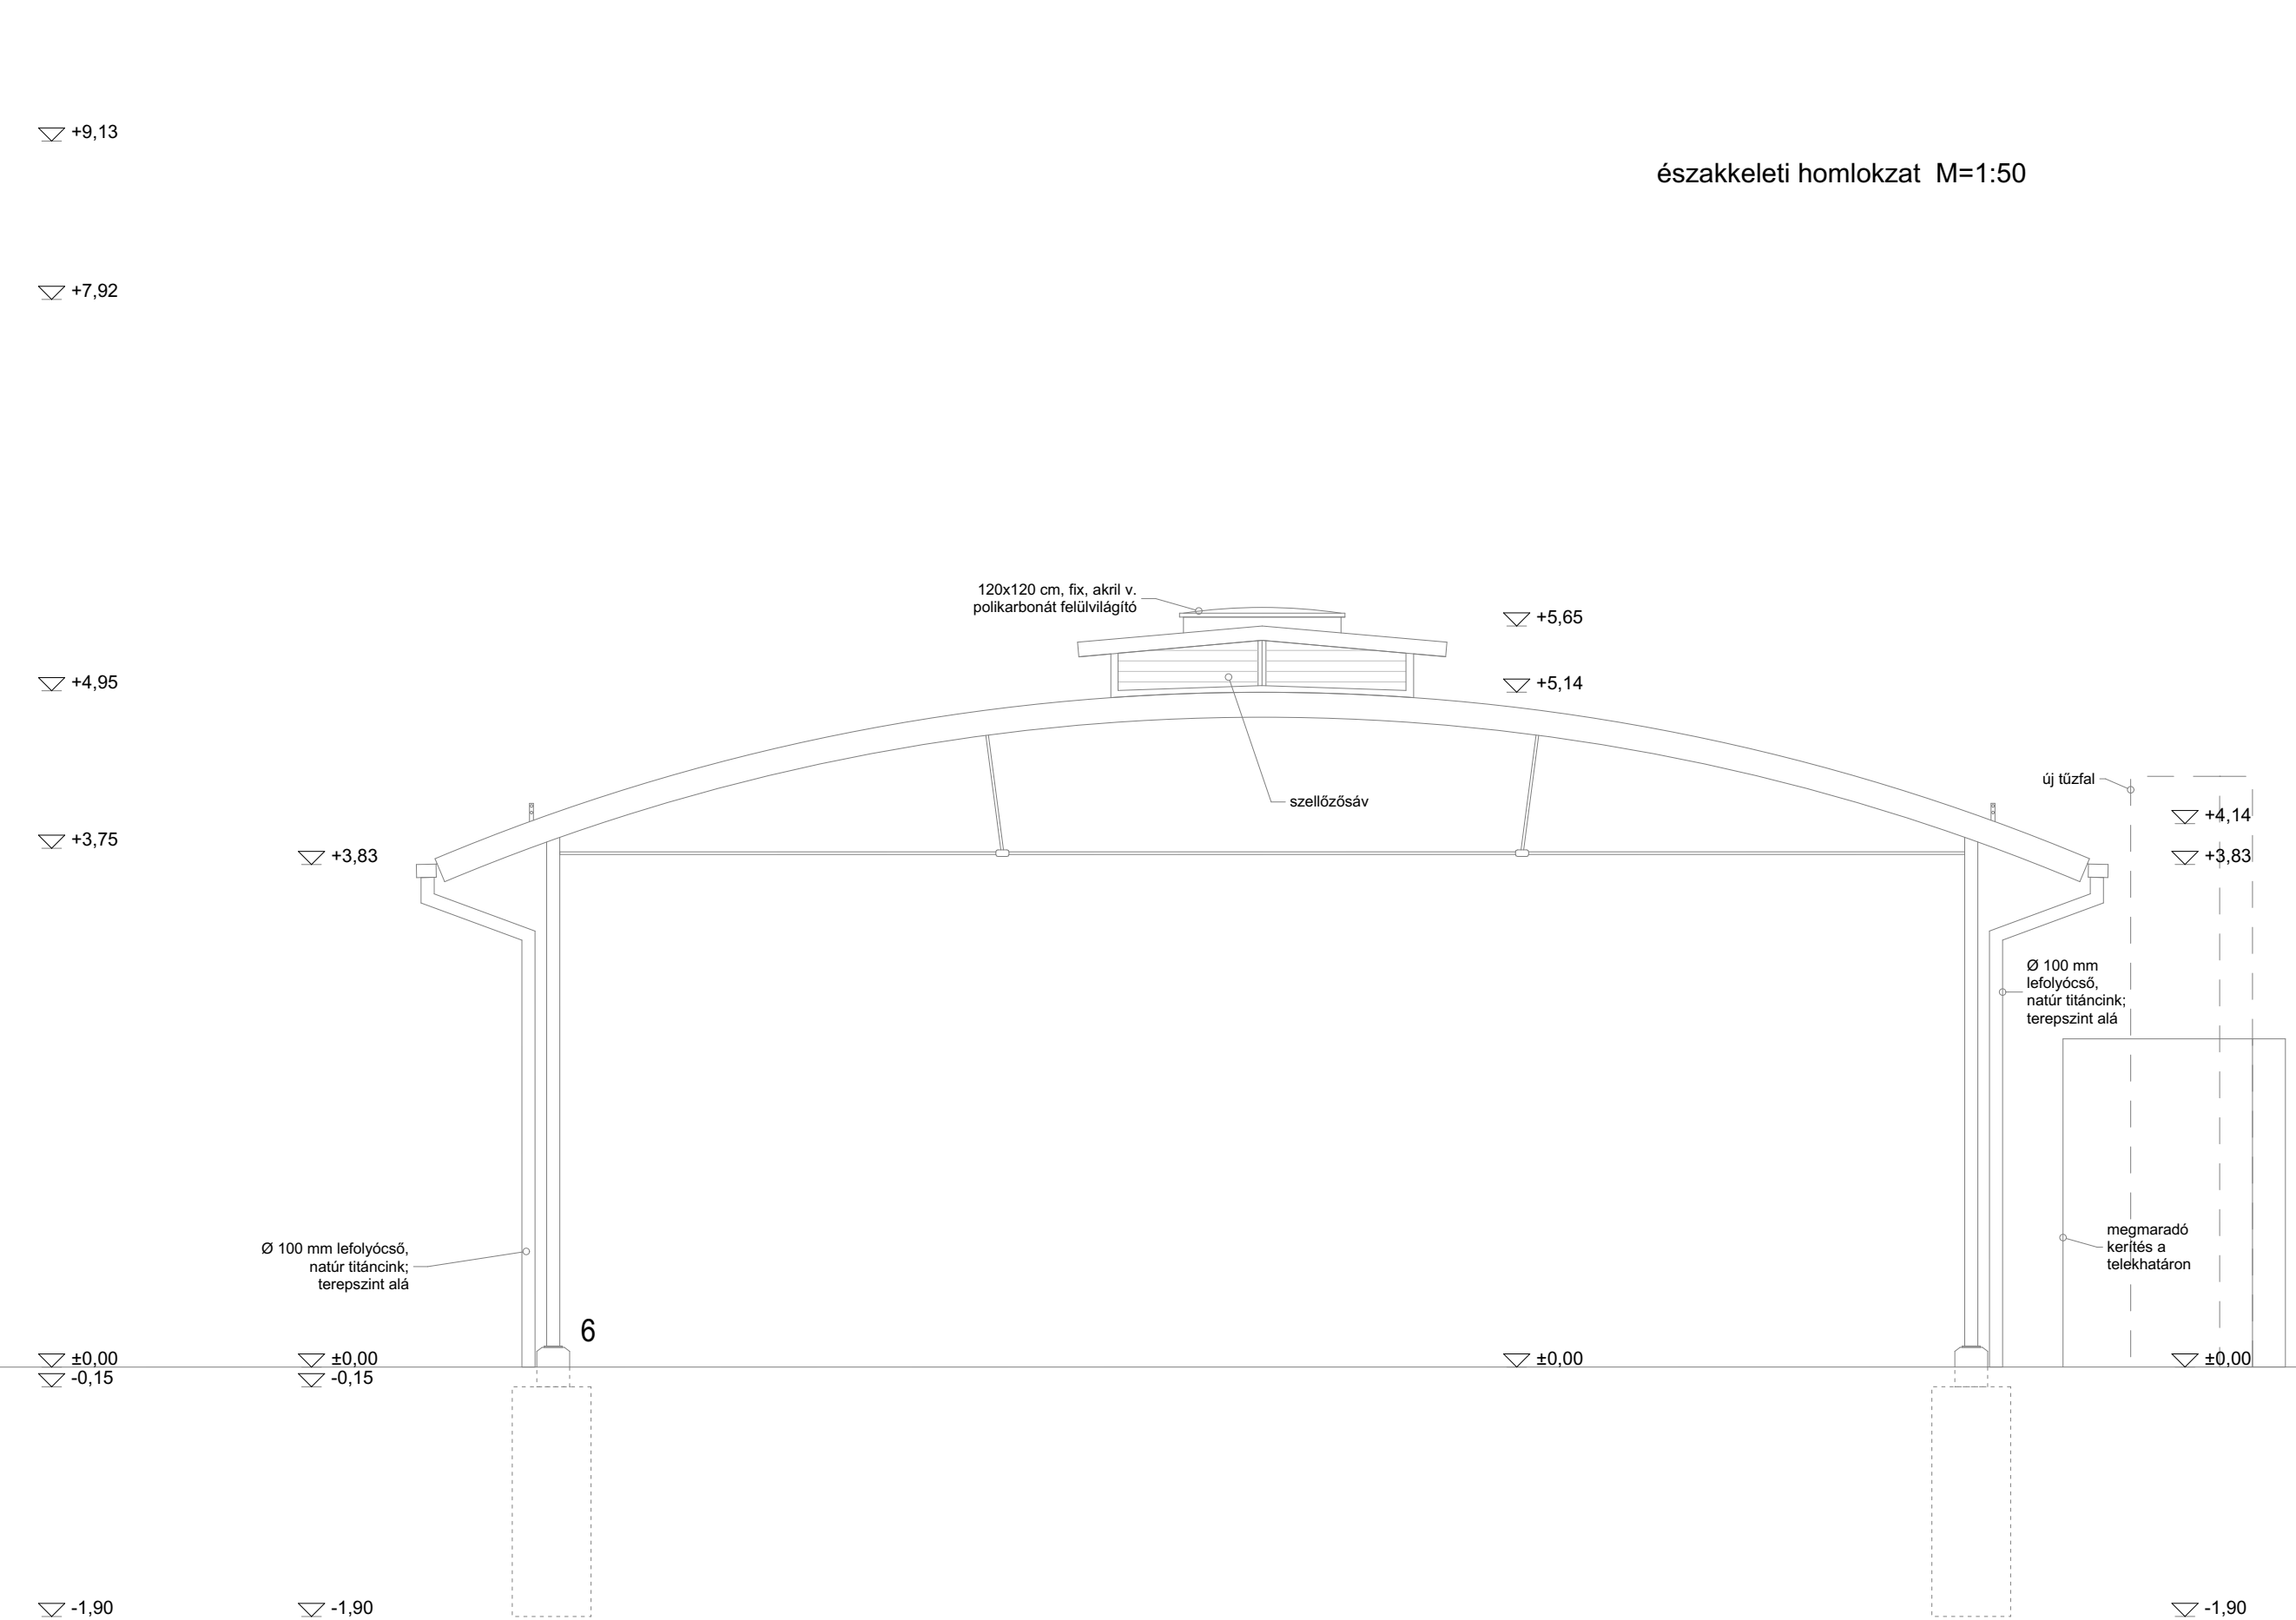 +9,13
északkeleti homlokzat M=1:50
+7,92
120x120 cm, fix, akril v.
polikarbonát felülvilágító
+5,65
+4,95
+5,14
új tűzfal
szellőzősáv
+4,14
+3,75
+3,83
+3,83
Ø 100 mm
lefolyócső,
natúr titáncink;
terepszint alá
megmaradó
kerítés a
telekhatáron
Ø 100 mm lefolyócső,
natúr titáncink;
terepszint alá
6
±0,00
±0,00
±0,00
±0,00
-0,15
-0,15
-1,90
-1,90
-1,90